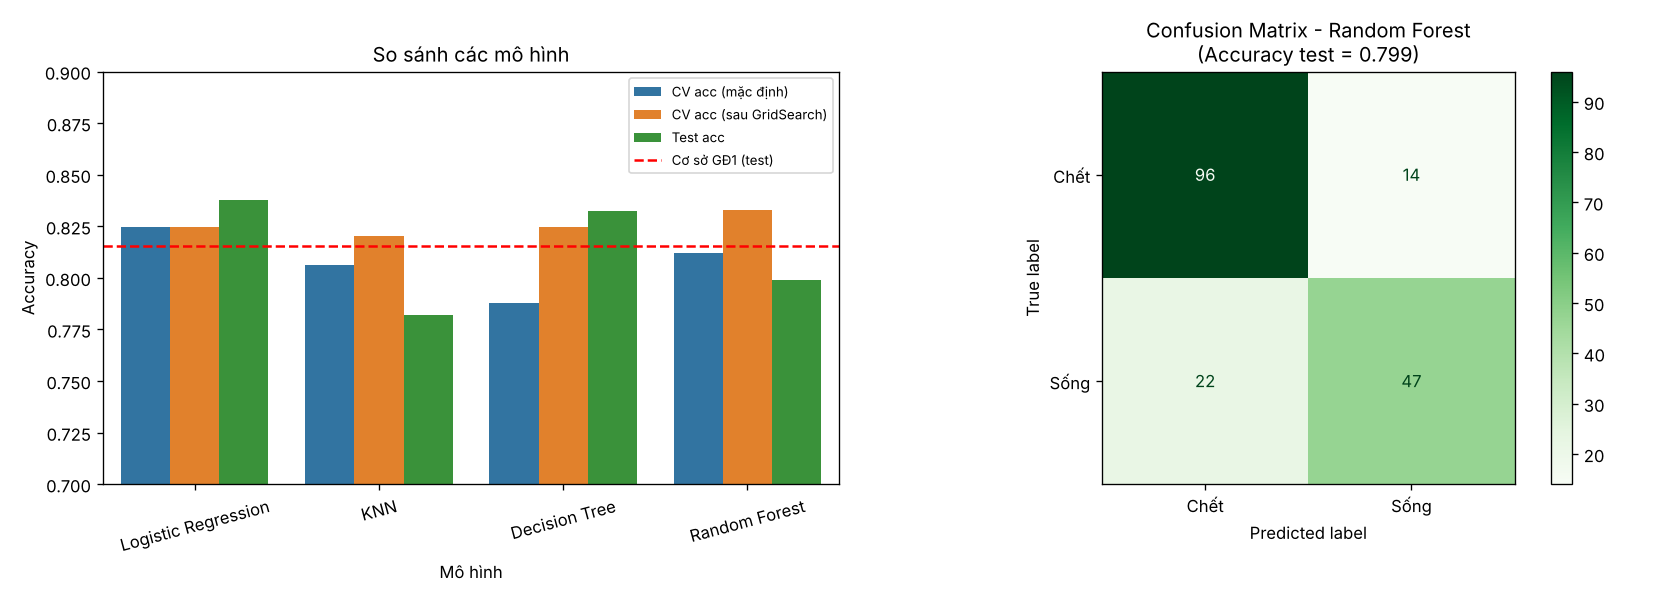 So sánh các mô hình
0.900
0.875
0.850
0.825
0.800
0.775
0.750
0.725
0.700
Accuracy
CV acc (mặc định)
CV acc (sau GridSearch)
Test acc
Cơ sở GĐ1 (test)
Logistic Regression
KNN
Decision Tree
Random Forest
Mô hình
Confusion Matrix - Random Forest
(Accuracy test = 0.799)
True label
Chết
Sống
96
14
22
47
Chết
Sống
Predicted label
90
80
70
60
50
40
30
20